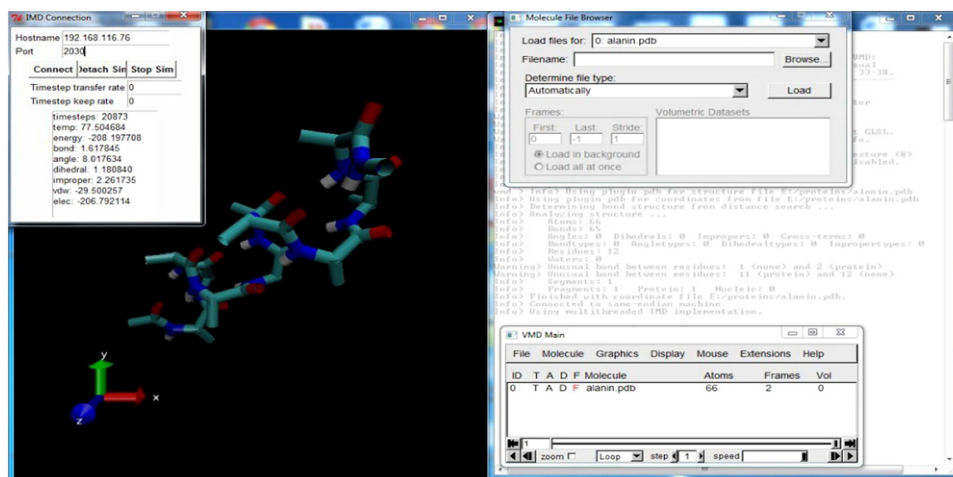 IMD Connection
Hostname 192.168.116.76
Port 2030
Connect Detach Sim Stop Sim
Timestep transfer rate 0
Timestep keep rate 0
timesteps: 20873
temp: 77.504684
energy: -208.197708
bond: 1.617845
angle: 8.017634
dihedral: 1.180840
improper: 2.261735
vdw: -29.500257
elec: -206.792114
y
x
z
Molecule File Browser
Load files for: 0: alanin.pdb
Filename: Browse...
Determine file type:
Automatically Load
Frames: Volumetric Datasets
First: Last: Stride:
0 -1 1
Load in background
Load all at once
VMD:
33-38.
GLSL.
Info> Using plugin pdb for structure file E:/proteins/alanin.pdb
Info> Using plugin pdb for coordinates from file E:/proteins/alanin.pdb
Info> Determining bond structure from distance search ...
Info> Analyzing structure ...
Info> Atoms: 66
Info> Bonds: 65
Info> Angles: 0 Dihedrals: 0 Impropers: 0 Cross-terms: 0
Info> Bondtypes: 0 Angletypes: 0 Dihedraltypes: 0 Impropertypes: 0
Info> Residues: 12
Info> Waters: 0
Warning> Unusual bond between residues: 1 (none) and 2 (protein)
Warning> Unusual bond between residues: 11 (protein) and 12 (none)
Info> Segments: 1
Info> Fragments: 1 Protein: 1 Nucleic: 0
Info> Finished with coordinate file E:/proteins/alanin.pdb.
Info> Connected to same-endian machine
Info> Using multithreaded IMD implementation.
VMD Main
File Molecule Graphics Display Mouse Extensions Help
ID T A D F Molecule Atoms Frames Vol
0 T A D F alanin.pdb 66 2 0
1
zoom Loop step 1 speed